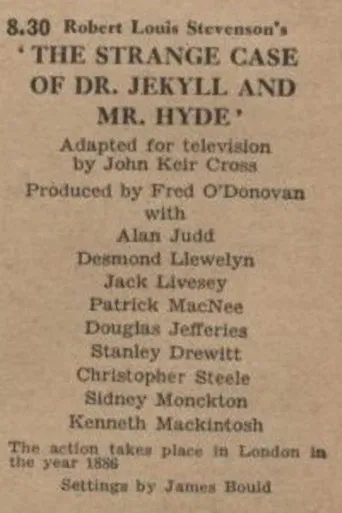 8.30 Robert Louis Stevenson's
'THE STRANGE CASE
OF DR. JEKYLL AND
MR. HYDE'
Adapted for television
by John Keir Cross
Produced by Fred O'Donovan
with
Alan Judd
Desmond Llewelyn
Jack Livesey
Patrick MacNee
Douglas Jefferies
Stanley Drewitt
Christopher Steele
Sidney Monckton
Kenneth Mackintosh
The action takes place in London in
the year 1886
Settings by James Bould